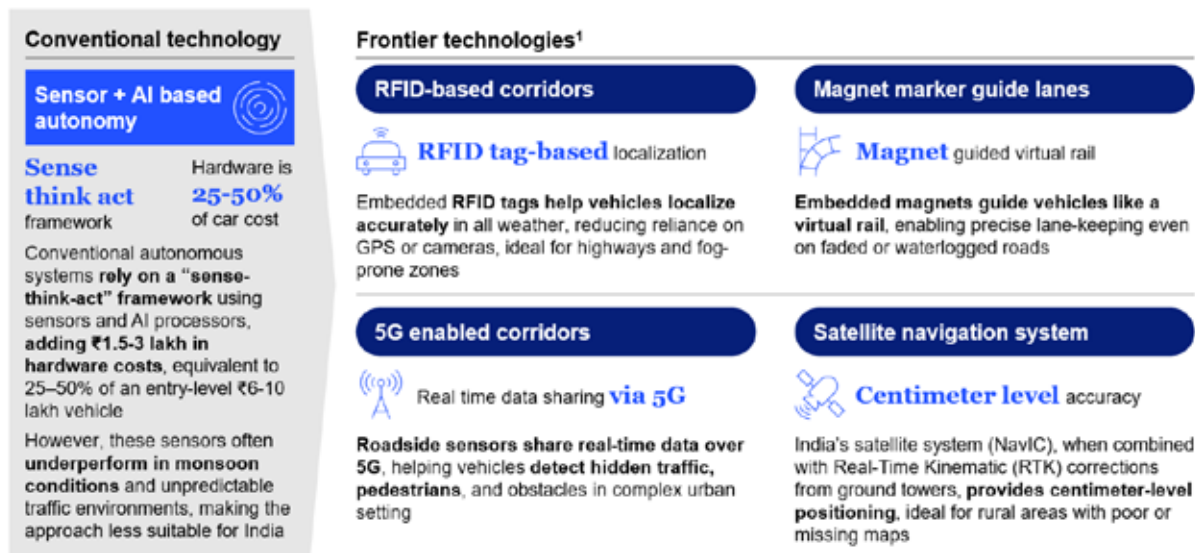 Conventional technology
Sensor + AI based
autonomy
Sense
think act
framework
Hardware is
25-50%
of car cost
Conventional autonomous
systems rely on a “sense-
think-act” framework using
sensors and AI processors,
adding ₹1.5-3 lakh in
hardware costs, equivalent to
25–50% of an entry-level ₹6-10
lakh vehicle
However, these sensors often
underperform in monsoon
conditions and unpredictable
traffic environments, making the
approach less suitable for India
Frontier technologies¹
RFID-based corridors
RFID tag-based localization
Embedded RFID tags help vehicles localize
accurately in all weather, reducing reliance on
GPS or cameras, ideal for highways and fog-
prone zones
Magnet marker guide lanes
Magnet guided virtual rail
Embedded magnets guide vehicles like a
virtual rail, enabling precise lane-keeping even
on faded or waterlogged roads
5G enabled corridors
Real time data sharing via 5G
Roadside sensors share real-time data over
5G, helping vehicles detect hidden traffic,
pedestrians, and obstacles in complex urban
setting
Satellite navigation system
Centimeter level accuracy
India's satellite system (NavIC), when combined
with Real-Time Kinematic (RTK) corrections
from ground towers, provides centimeter-level
positioning, ideal for rural areas with poor or
missing maps